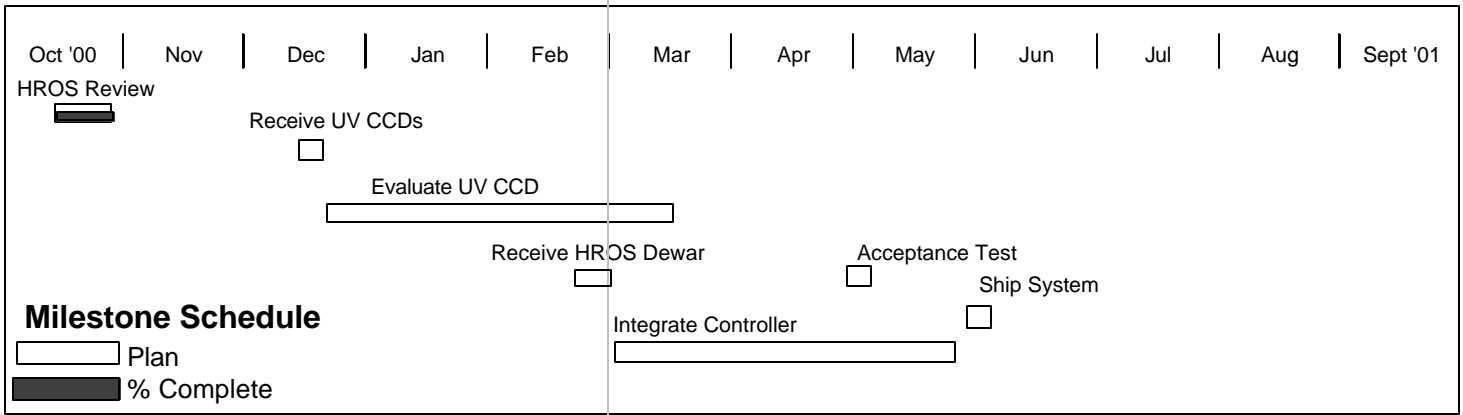 Oct '00 Nov Dec Jan Feb Mar Apr May Jun Jul Aug Sept '01
HROS Review
Receive UV CCDs
Evaluate UV CCD
Receive HROS Dewar
Acceptance Test
Ship System
Integrate Controller
Milestone Schedule
Plan
% Complete